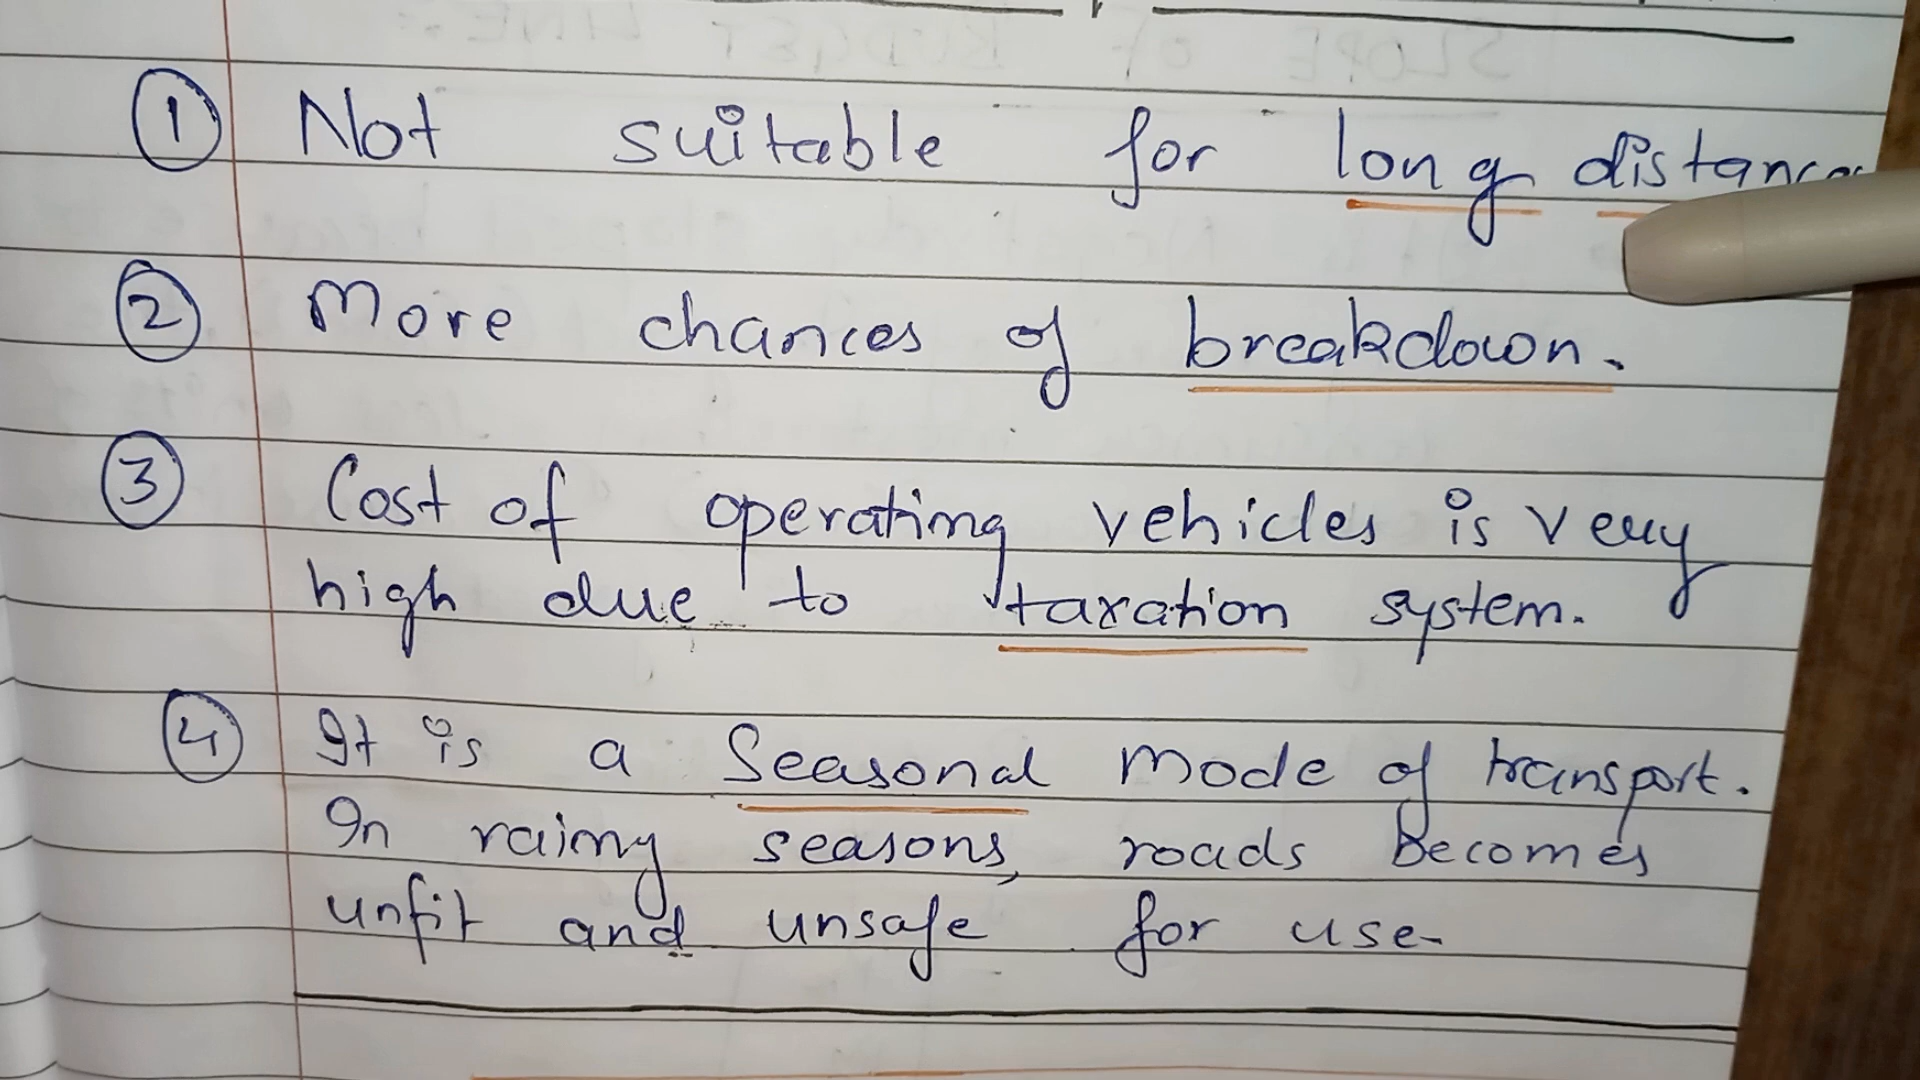 ① Not suitable for long distance
② More chances of breakdown.
③ Cost of operating vehicles is very
high due to taxation system.
④ It is a Seasonal mode of transport.
In rainy seasons, roads Becomes
unfit and unsafe for use.